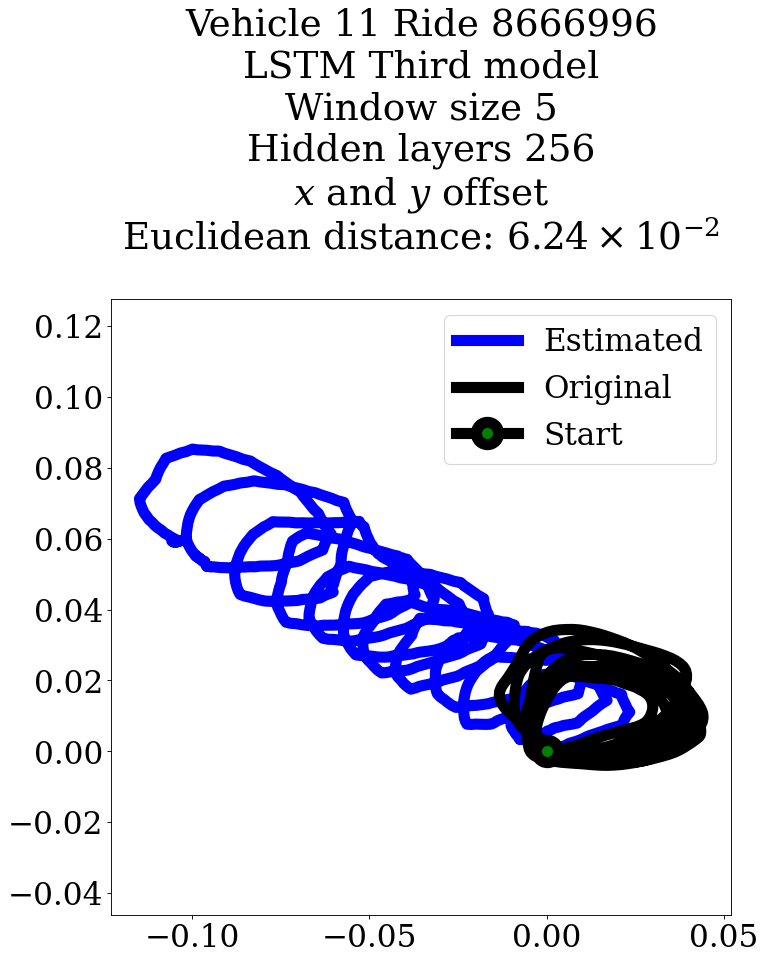 Vehicle 11 Ride 8666996
LSTM Third model
Window size 5
Hidden layers 256
x and y offset
Euclidean distance: 6.24 × 10⁻²
Estimated
Original
Start
0.12
0.10
0.08
0.06
0.04
0.02
0.00
−0.02
−0.04
−0.10 −0.05 0.00 0.05